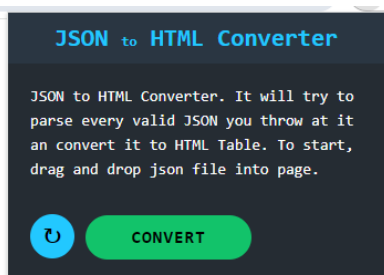 JSON to HTML Converter
JSON to HTML Converter. It will try to
parse every valid JSON you throw at it
an convert it to HTML Table. To start,
drag and drop json file into page.
↻ CONVERT